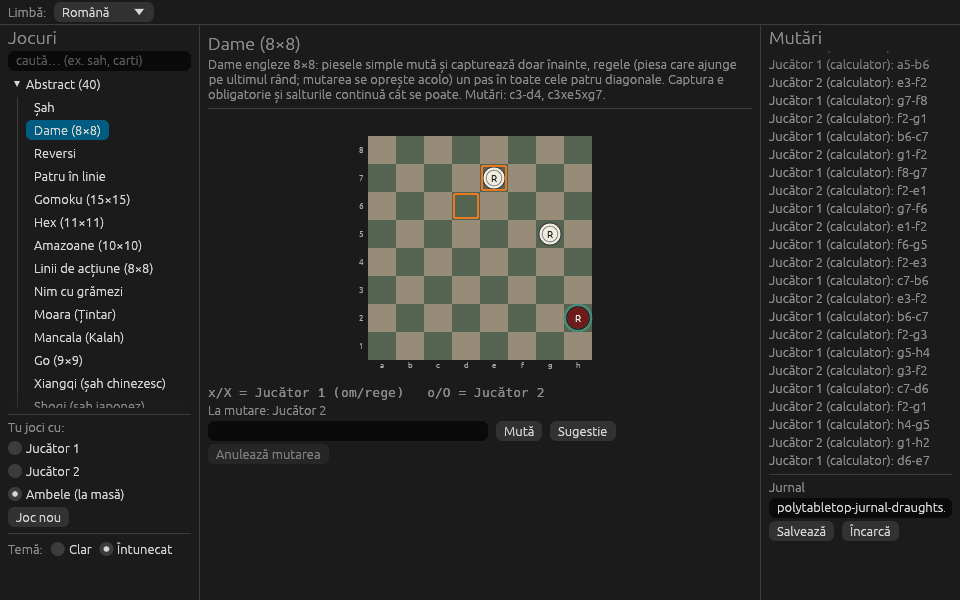 Limbă: Română
Jocuri
caută... (ex. sah, carti)
Abstract (40)
Șah
Dame (8×8)
Reversi
Patru în linie
Gomoku (15×15)
Hex (11×11)
Amazoane (10×10)
Linii de acțiune (8×8)
Nim cu grămezi
Moara (Țintar)
Mancala (Kalah)
Go (9×9)
Xiangqi (șah chinezesc)
Shogi (șah japonez)
Tu joci cu:
Jucător 1
Jucător 2
Ambele (la masă)
Joc nou
Temă: Clar Întunecat
Dame (8×8)
Dame engleze 8×8: piesele simple mută și capturează doar înainte, regele (piesa care ajunge
pe ultimul rând; mutarea se oprește acolo) un pas în toate cele patru diagonale. Captura e
obligatorie și salturile continuă cât se poate. Mutări: c3-d4, c3xe5xg7.
8
7 R
6
5 R
4
3
2 R
1
a b c d e f g h
x/X = Jucător 1 (om/rege) o/O = Jucător 2
La mutare: Jucător 2
Mută Sugestie
Anulează mutarea
Mutări
Jucător 1 (calculator): a5-b6
Jucător 2 (calculator): e3-f2
Jucător 1 (calculator): g7-f8
Jucător 2 (calculator): f2-g1
Jucător 1 (calculator): b6-c7
Jucător 2 (calculator): g1-f2
Jucător 1 (calculator): f8-g7
Jucător 2 (calculator): f2-e1
Jucător 1 (calculator): g7-f6
Jucător 2 (calculator): e1-f2
Jucător 1 (calculator): f6-g5
Jucător 2 (calculator): f2-e3
Jucător 1 (calculator): c7-b6
Jucător 2 (calculator): e3-f2
Jucător 1 (calculator): b6-c7
Jucător 2 (calculator): f2-g3
Jucător 1 (calculator): g5-h4
Jucător 2 (calculator): g3-f2
Jucător 1 (calculator): c7-d6
Jucător 2 (calculator): f2-g1
Jucător 1 (calculator): h4-g5
Jucător 2 (calculator): g1-h2
Jucător 1 (calculator): d6-e7
Jurnal
polytabletop-jurnal-draughts.
Salvează Încarcă